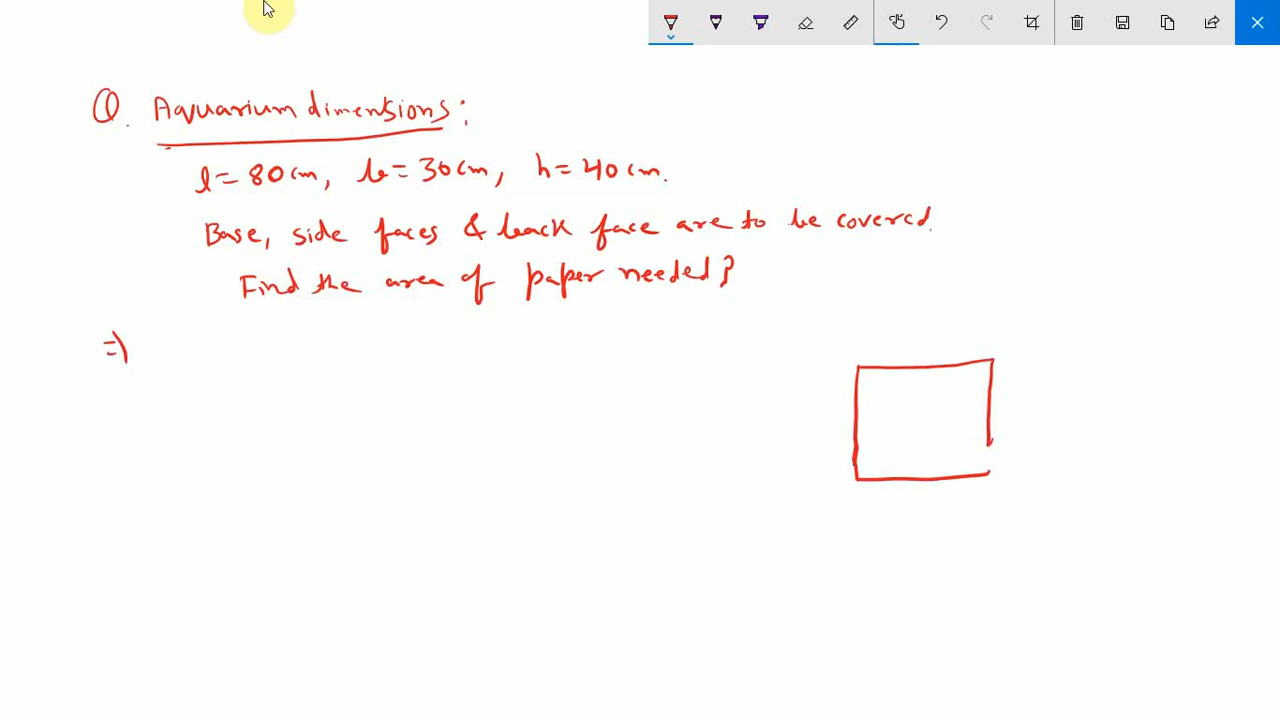 Q. Aquarium dimensions:
l = 80 cm, b = 30 cm, h = 40 cm.
Base, side faces & back face are to be covered.
Find the area of paper needed?
⇒